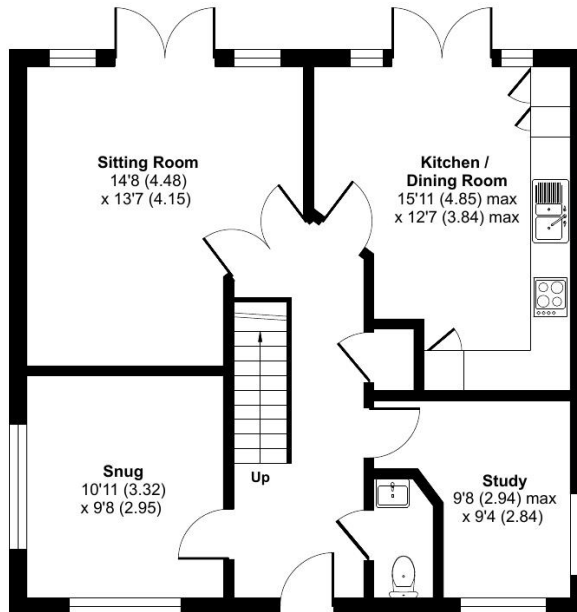 Sitting Room
14'8 (4.48)
x 13'7 (4.15)
Kitchen /
Dining Room
15'11 (4.85) max
x 12'7 (3.84) max
Snug
10'11 (3.32)
x 9'8 (2.95)
Up
Study
9'8 (2.94) max
x 9'4 (2.84)